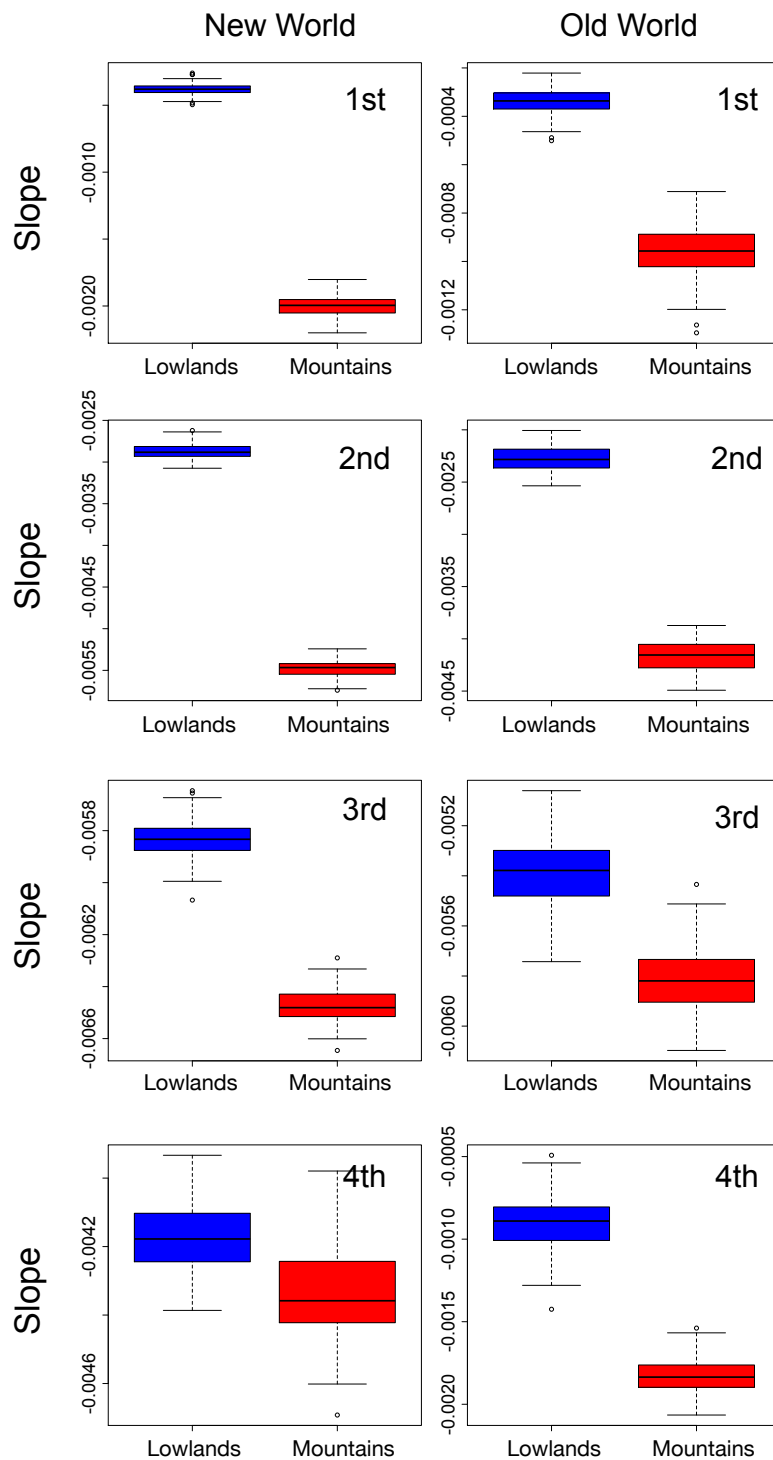 New World Old World
Slope
-0.0020 -0.0010
1st
Lowlands Mountains
-0.0012 -0.0008 -0.0004
1st
Lowlands Mountains
Slope
-0.0055 -0.0045 -0.0035 -0.0025
2nd
Lowlands Mountains
-0.0045 -0.0035 -0.0025
2nd
Lowlands Mountains
Slope
-0.0066 -0.0062 -0.0058
3rd
Lowlands Mountains
-0.0060 -0.0056 -0.0052
3rd
Lowlands Mountains
Slope
-0.0046 -0.0042
4th
Lowlands Mountains
-0.0020 -0.0015 -0.0010 -0.0005
4th
Lowlands Mountains